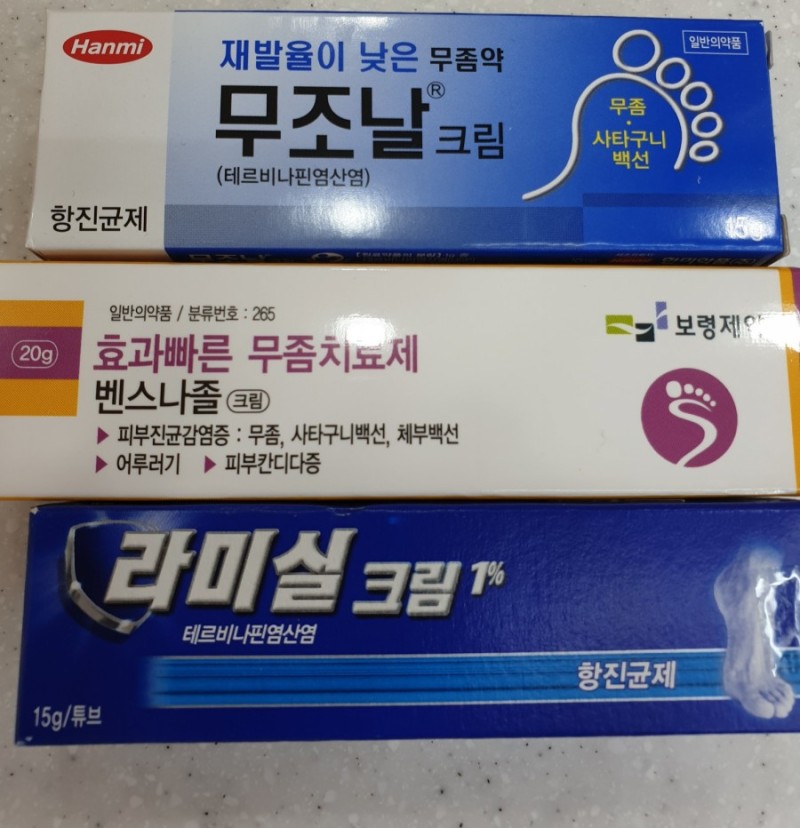 Hanmi
재발율이 낮은 무좀약
일반의약품
무조날® 크림
(테르비나핀염산염)
무좀
·
사타구니
백선
항진균제
15g
무조날
일반의약품 / 분류번호 : 265
20g
효과빠른 무좀치료제
보령제약
벤스나졸 크림
▶ 피부진균감염증 : 무좀, 사타구니백선, 체부백선
▶ 어루러기 ▶ 피부칸디다증
라미실 크림 1%
테르비나핀염산염
항진균제
15g/튜브